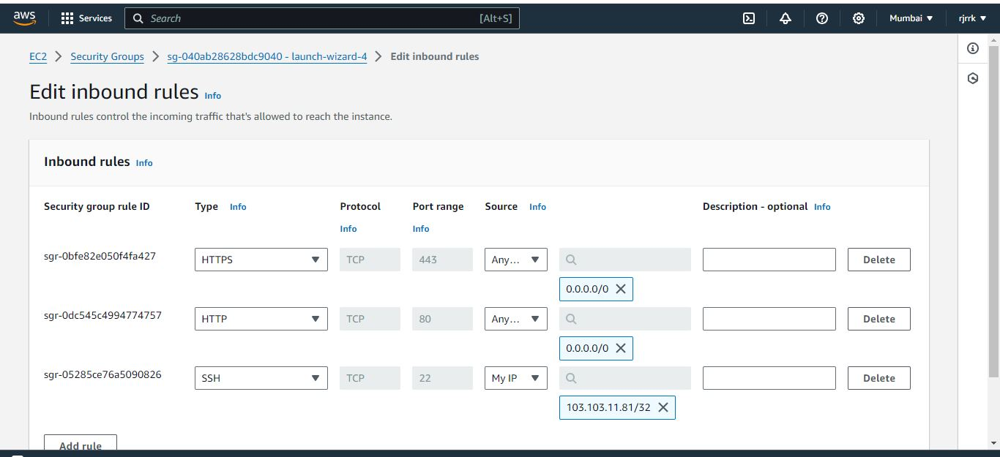 aws Services Search [Alt+S] Mumbai rjrrk
EC2 Security Groups sg-040ab28628bdc9040 - launch-wizard-4 Edit inbound rules
Edit inbound rules Info
Inbound rules control the incoming traffic that's allowed to reach the instance.
Inbound rules Info
Security group rule ID Type Info Protocol Port range Source Info Description - optional Info
Info Info
sgr-0bfe82e050f4fa427 HTTPS TCP 443 Any... Delete
0.0.0.0/0
sgr-0dc545c4994774757 HTTP TCP 80 Any... Delete
0.0.0.0/0
sgr-05285ce76a5090826 SSH TCP 22 My IP Delete
103.103.11.81/32
Add rule